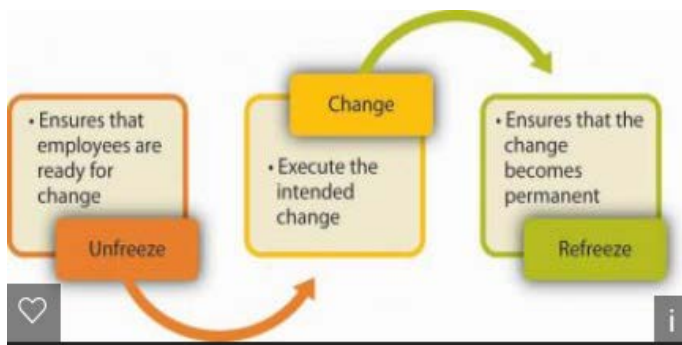 • Ensures that
employees are
ready for
change
Unfreeze
Change
• Execute the
intended
change
• Ensures that the
change
becomes
permanent
Refreeze
i